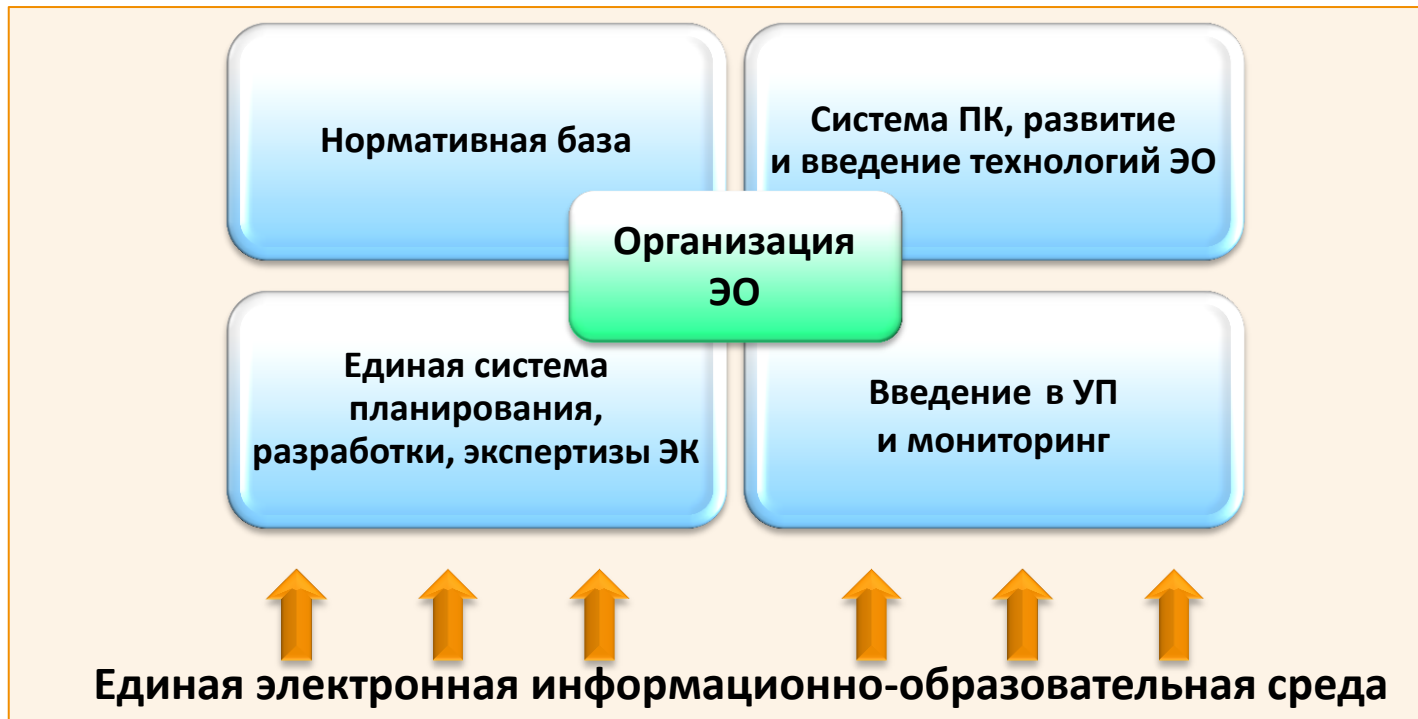 Нормативная база
Система ПК, развитие
и введение технологий ЭО
Организация
ЭО
Единая система
планирования,
разработки, экспертизы ЭК
Введение в УП
и мониторинг
Единая электронная информационно-образовательная среда